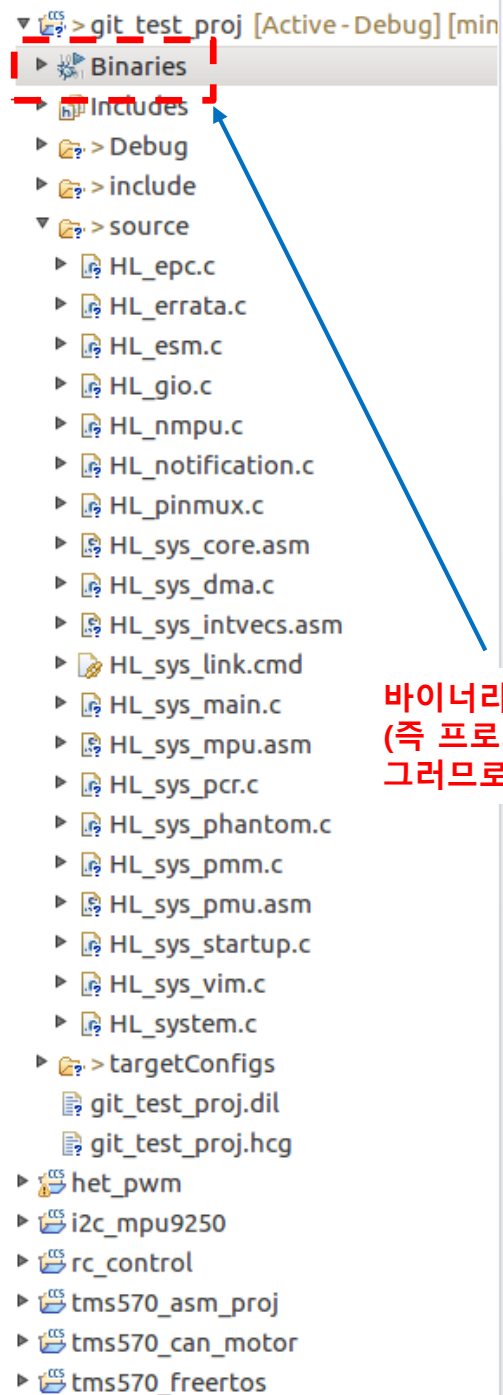 > git_test_proj [Active - Debug] [min
Binaries
Includes
> Debug
> include
> source
HL_epc.c
HL_errata.c
HL_esm.c
HL_gio.c
HL_nmpu.c
HL_notification.c
HL_pinmux.c
HL_sys_core.asm
HL_sys_dma.c
HL_sys_intvecs.asm
HL_sys_link.cmd
HL_sys_main.c
HL_sys_mpu.asm
HL_sys_pcr.c
HL_sys_phantom.c
HL_sys_pmm.c
HL_sys_pmu.asm
HL_sys_startup.c
HL_sys_vim.c
HL_system.c
> targetConfigs
git_test_proj.dil
git_test_proj.hcg
het_pwm
i2c_mpu9250
rc_control
tms570_asm_proj
tms570_can_motor
tms570_freertos
바이너리
(즉 프로
그러므로